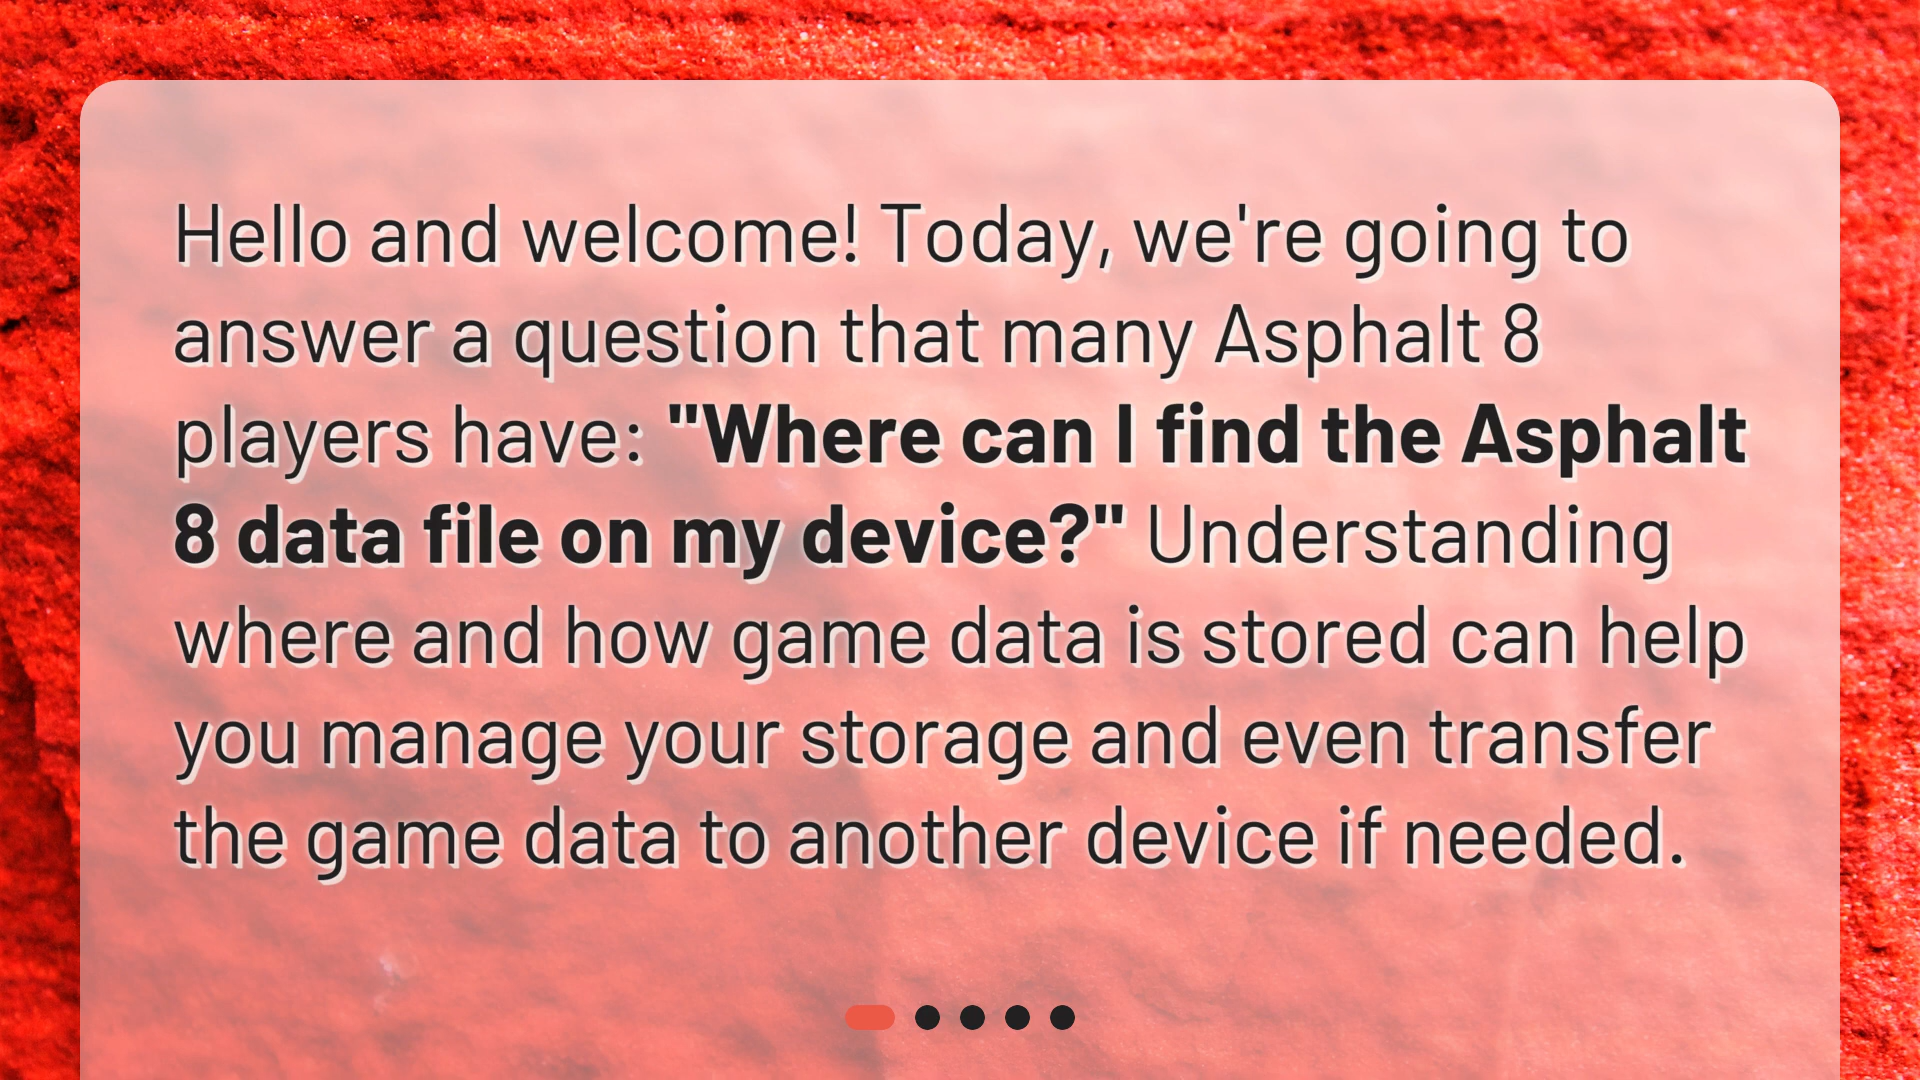 Hello and welcome! Today, we're going to
answer a question that many Asphalt 8
players have: "Where can I find the Asphalt
8 data file on my device?" Understanding
where and how game data is stored can help
you manage your storage and even transfer
the game data to another device if needed.